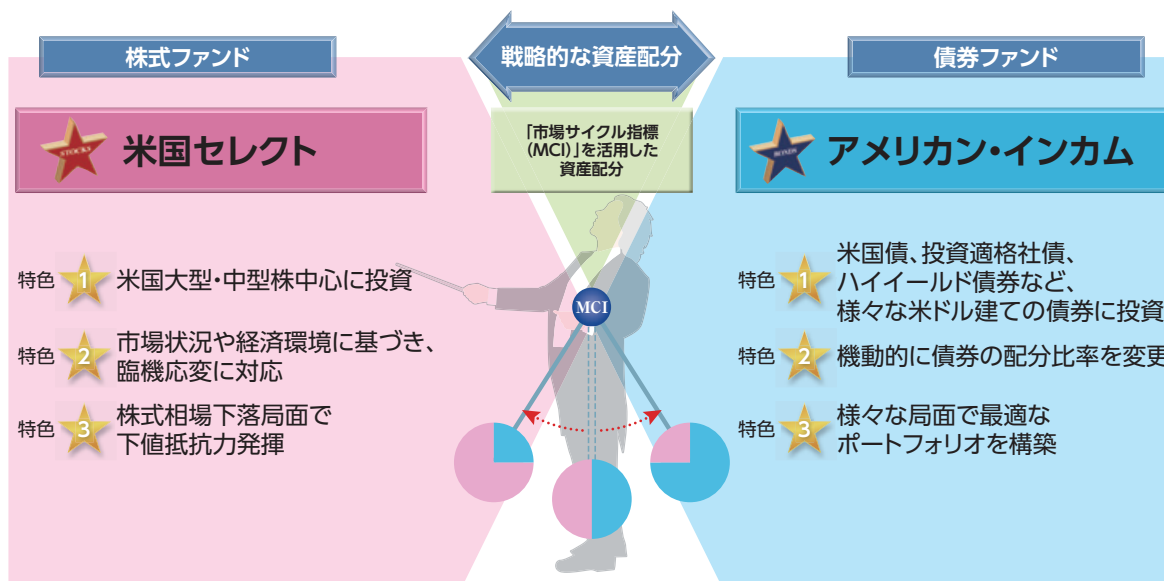 株式ファンド
戦略的な資産配分
債券ファンド
STOCKS
米国セレクト
「市場サイクル指標
(MCI)」を活用した
資産配分
BONDS
アメリカン・インカム
特色 1 米国大型・中型株中心に投資
特色 2 市場状況や経済環境に基づき、
臨機応変に対応
特色 3 株式相場下落局面で
下値抵抗力発揮
MCI
特色 1 米国債、投資適格社債、
ハイイールド債券など、
様々な米ドル建ての債券に投資
特色 2 機動的に債券の配分比率を変更
特色 3 様々な局面で最適な
ポートフォリオを構築